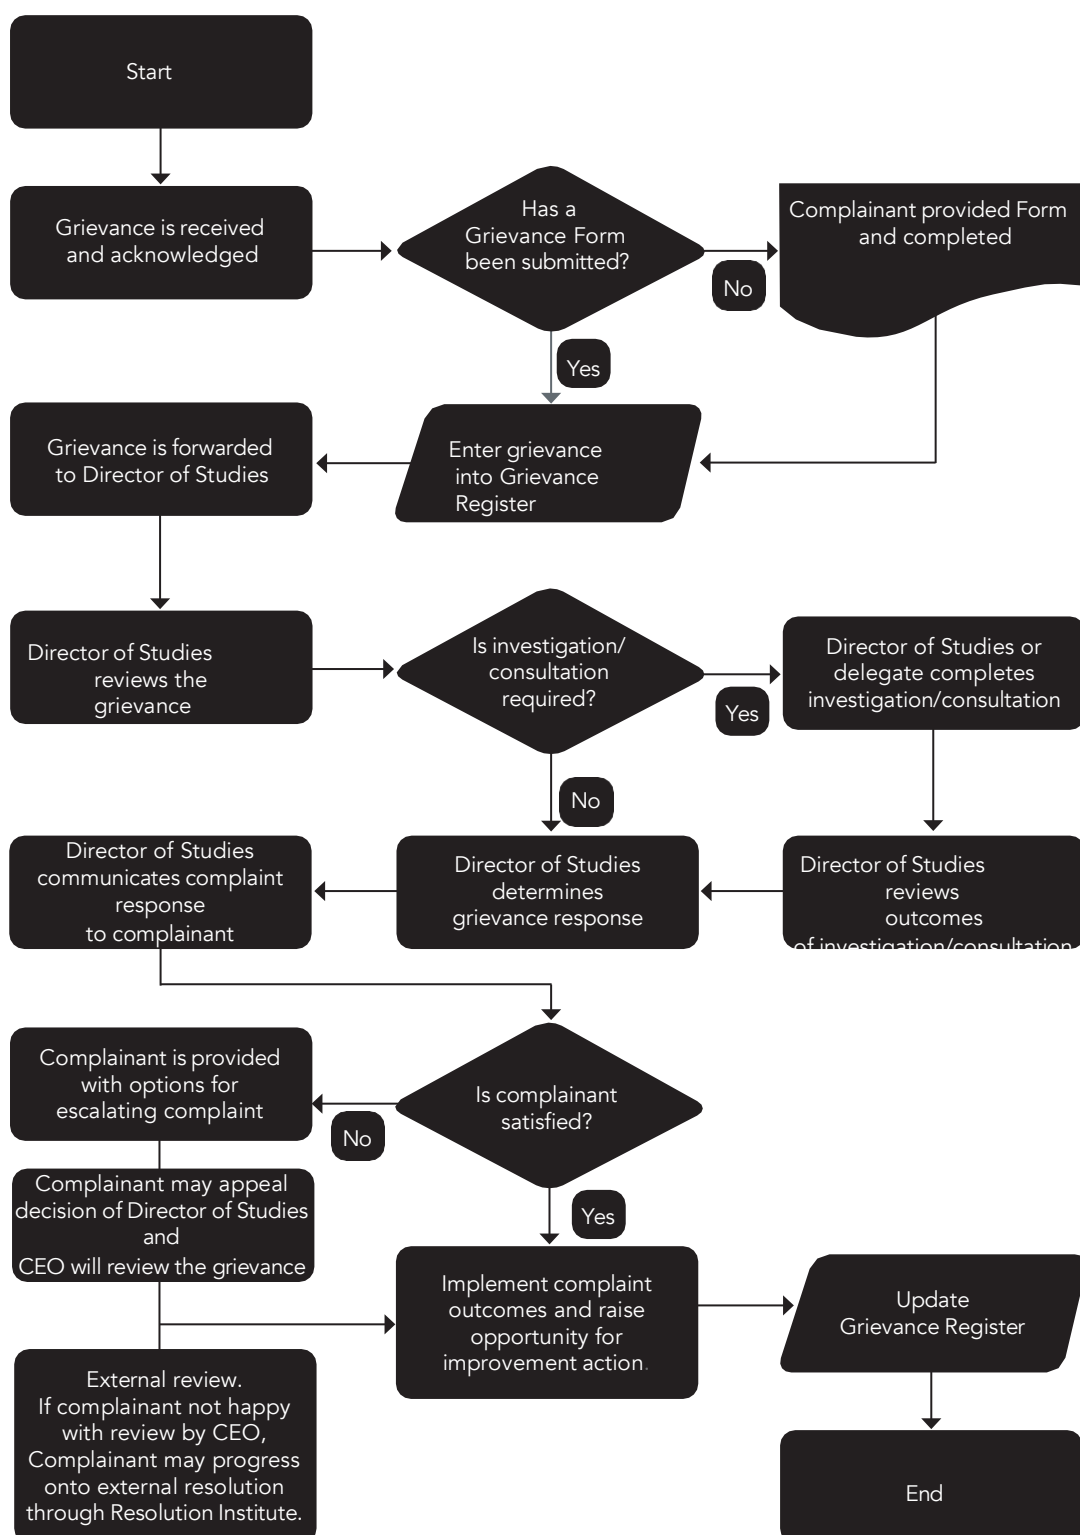 Start
Grievance is received
and acknowledged
Has a
Grievance Form
been submitted?
No
Complainant provided Form
and completed
Yes
Grievance is forwarded
to Director of Studies
Enter grievance
into Grievance
Register
Director of Studies
reviews the
grievance
Is investigation/
consultation
required?
Yes
Director of Studies or
delegate completes
investigation/consultation
No
Director of Studies
communicates complaint
response
to complainant
Director of Studies
determines
grievance response
Director of Studies
reviews
outcomes
of investigation/consultation
Complainant is provided
with options for
escalating complaint
No
Is complainant
satisfied?
Complainant may appeal
decision of Director of Studies
and
CEO will review the grievance
Yes
Implement complaint
outcomes and raise
opportunity for
improvement action.
Update
Grievance Register
External review.
If complainant not happy
with review by CEO,
Complainant may progress
onto external resolution
through Resolution Institute.
End